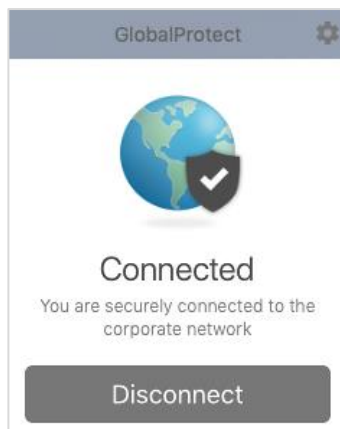 GlobalProtect
Connected
You are securely connected to the
corporate network
Disconnect